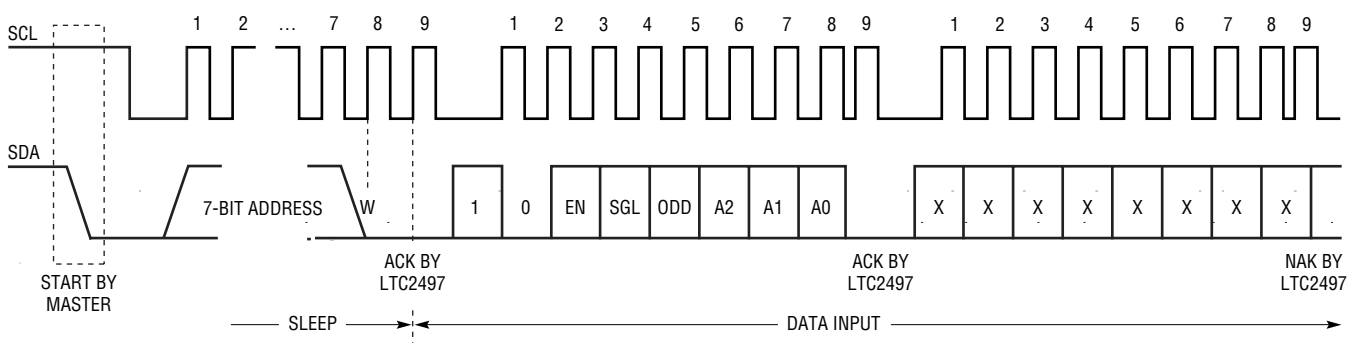 SCL
1 2 … 7 8 9 1 2 3 4 5 6 7 8 9 1 2 3 4 5 6 7 8 9
SDA
7-BIT ADDRESS W 1 0 EN SGL ODD A2 A1 A0 X X X X X X X X
START BY
MASTER
ACK BY
LTC2497
ACK BY
LTC2497
NAK BY
LTC2497
SLEEP
DATA INPUT